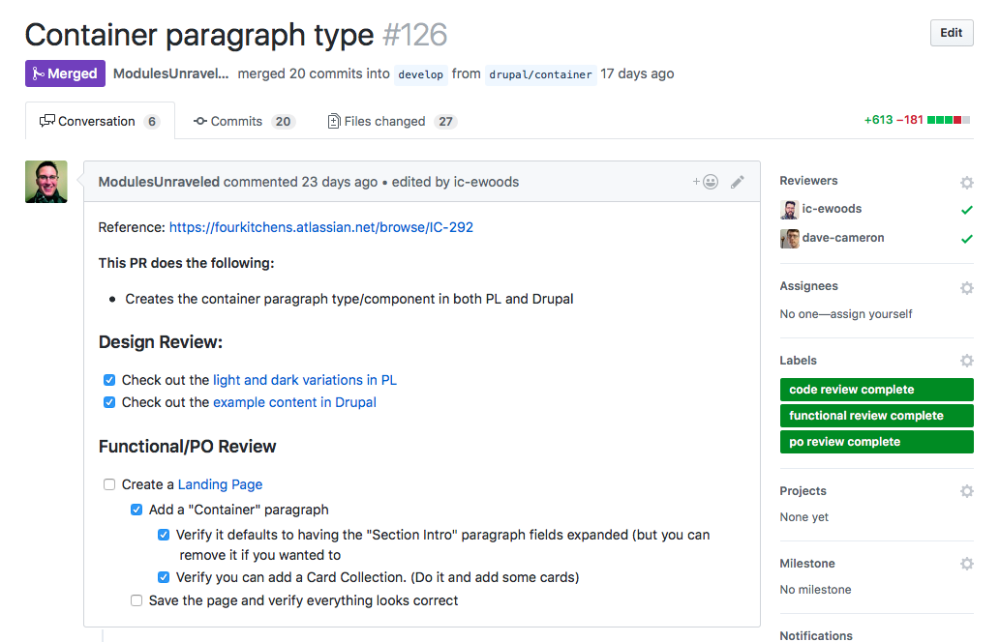 Container paragraph type #126
Edit
Merged ModulesUnravel... merged 20 commits into develop from drupal/container 17 days ago
Conversation 6 Commits 20 Files changed 27
+613 −181
ModulesUnraveled commented 23 days ago • edited by ic-ewoods
Reference: https://fourkitchens.atlassian.net/browse/IC-292
This PR does the following:
• Creates the container paragraph type/component in both PL and Drupal
Design Review:
Check out the light and dark variations in PL
Check out the example content in Drupal
Functional/PO Review
Create a Landing Page
Add a "Container" paragraph
Verify it defaults to having the "Section Intro" paragraph fields expanded (but you can
remove it if you wanted to
Verify you can add a Card Collection. (Do it and add some cards)
Save the page and verify everything looks correct
Reviewers
ic-ewoods
dave-cameron
Assignees
No one—assign yourself
Labels
code review complete
functional review complete
po review complete
Projects
None yet
Milestone
No milestone
Notifications